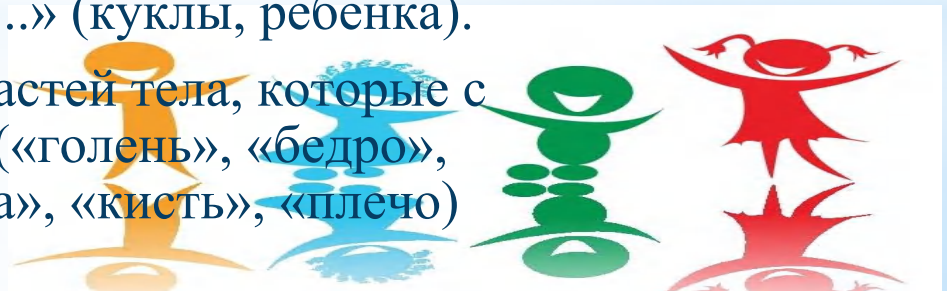 ..» (куклы, ребенка).
астей тела, которые с
(«голень», «бедро»,
а», «кисть», «плечо)